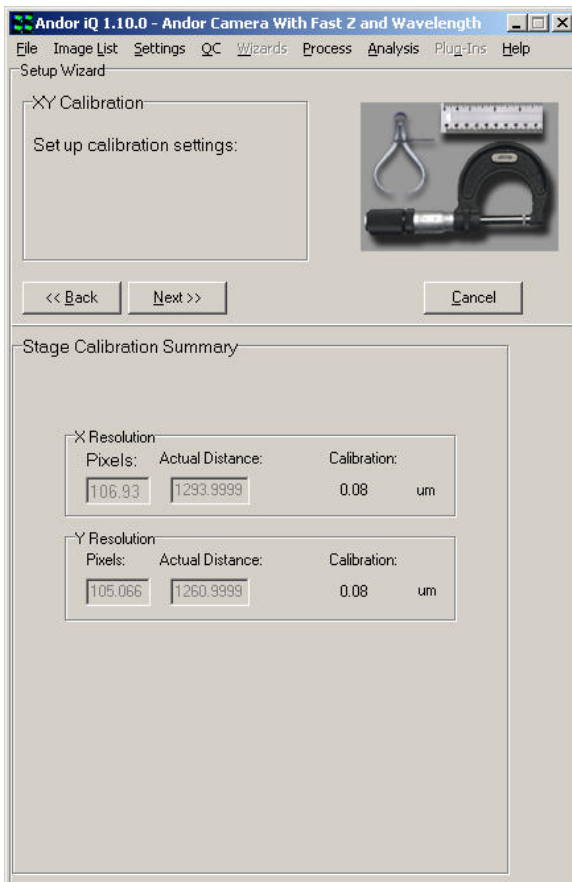 Andor iQ 1.10.0 - Andor Camera With Fast Z and Wavelength
File Image List Settings QC Wizards Process Analysis Plug-Ins Help
Setup Wizard
XY Calibration
Set up calibration settings:
<< Back Next >> Cancel
Stage Calibration Summary
X Resolution
Pixels: Actual Distance: Calibration:
106.93 1293.9999 0.08 um
Y Resolution
Pixels: Actual Distance: Calibration:
105.066 1260.9999 0.08 um